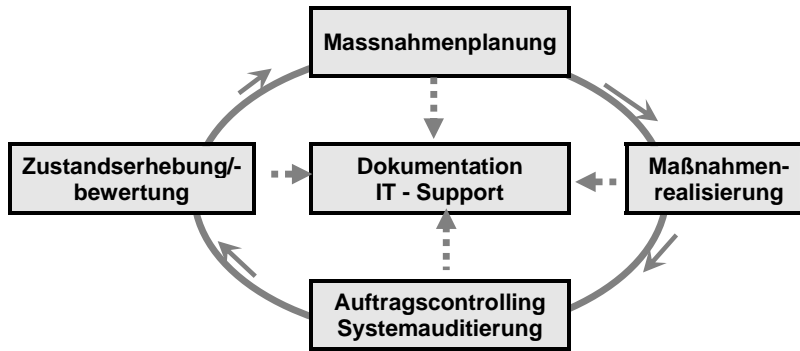 Massnahmenplanung
Zustandserhebung/-
bewertung
Dokumentation
IT - Support
Maßnahmen-
realisierung
Auftragscontrolling
Systemauditierung